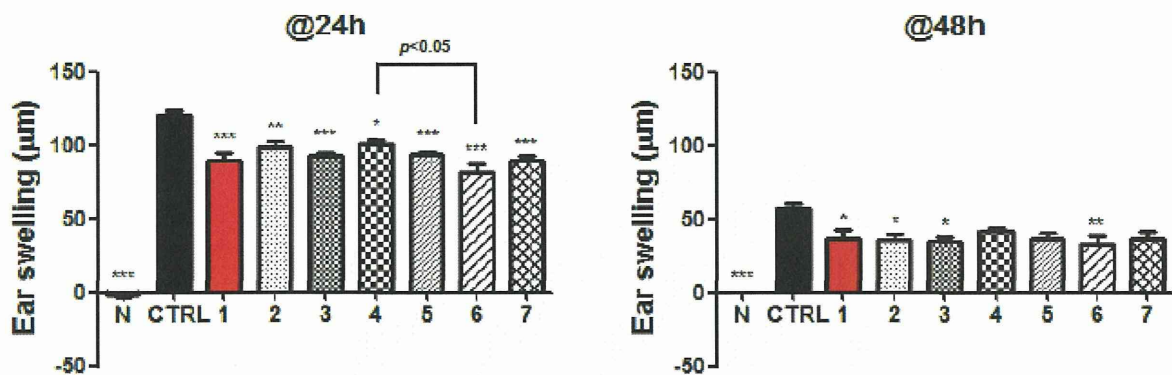 @24h
p<0.05
Ear swelling (µm)
150
100
50
0
-50
*** *** ** *** * *** *** ***
N CTRL 1 2 3 4 5 6 7
@48h
Ear swelling (µm)
150
100
50
0
-50
*** * * * **
N CTRL 1 2 3 4 5 6 7